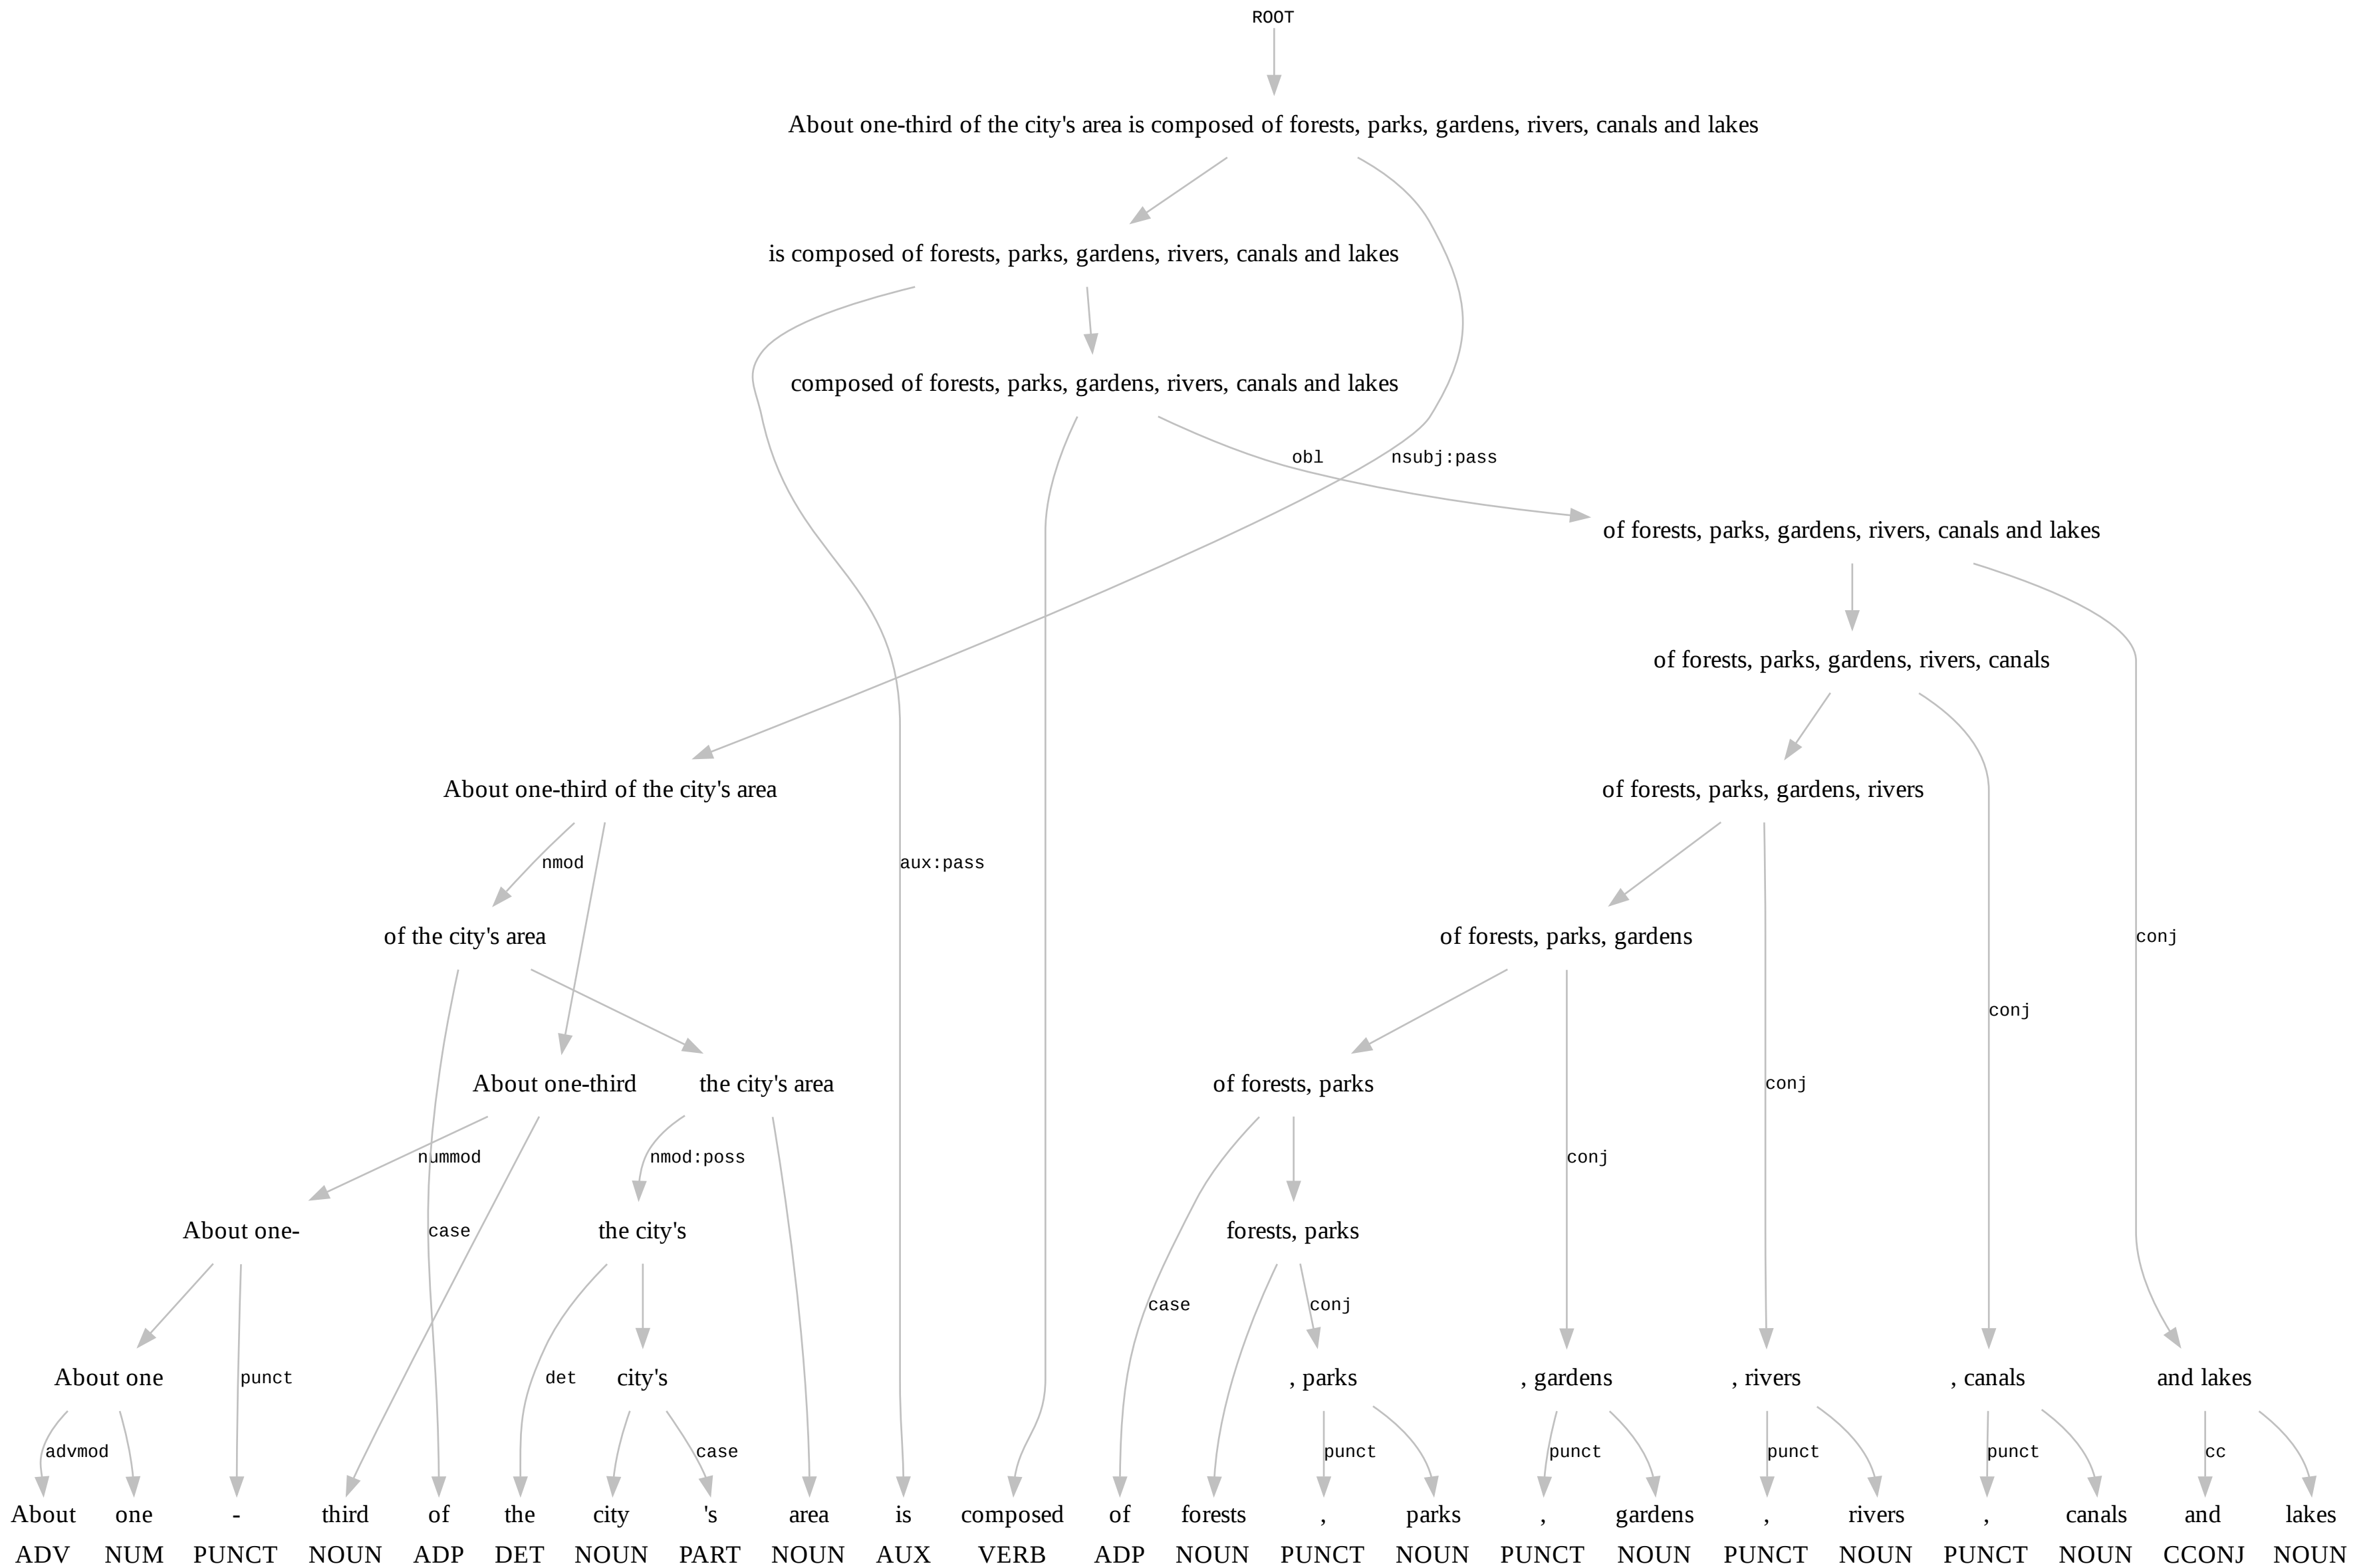 ROOT
About one-third of the city's area is composed of forests, parks, gardens, rivers, canals and lakes
is composed of forests, parks, gardens, rivers, canals and lakes
composed of forests, parks, gardens, rivers, canals and lakes
obl nsubj:pass
of forests, parks, gardens, rivers, canals and lakes
of forests, parks, gardens, rivers, canals
About one-third of the city's area of forests, parks, gardens, rivers
nmod aux:pass
of the city's area of forests, parks, gardens conj
conj
About one-third the city's area of forests, parks conj
nummod nmod:poss conj
About one- case the city's forests, parks
case conj
About one punct det city's , parks , gardens , rivers , canals and lakes
advmod case punct punct punct punct cc
About one - third of the city 's area is composed of forests , parks , gardens , rivers , canals and lakes
ADV NUM PUNCT NOUN ADP DET NOUN PART NOUN AUX VERB ADP NOUN PUNCT NOUN PUNCT NOUN PUNCT NOUN PUNCT NOUN CCONJ NOUN